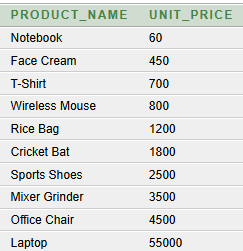 PRODUCT_NAME UNIT_PRICE
Notebook 60
Face Cream 450
T-Shirt 700
Wireless Mouse 800
Rice Bag 1200
Cricket Bat 1800
Sports Shoes 2500
Mixer Grinder 3500
Office Chair 4500
Laptop 55000